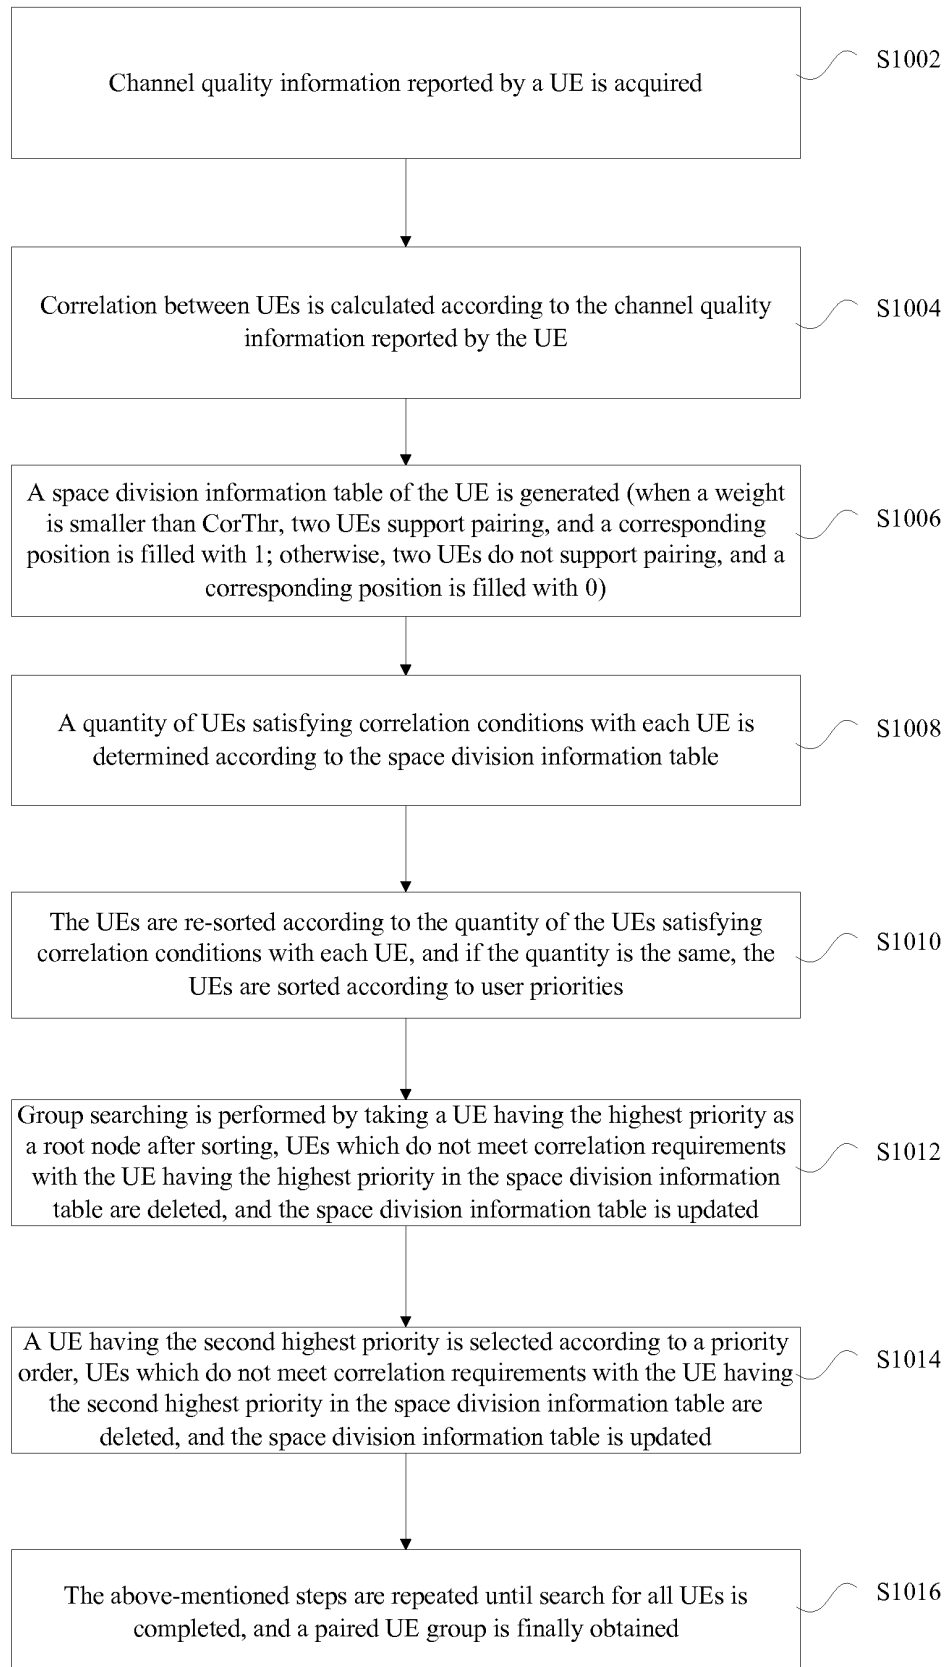 Channel quality information reported by a UE is acquired
S1002
Correlation between UEs is calculated according to the channel quality
information reported by the UE
S1004
A space division information table of the UE is generated (when a weight
is smaller than CorThr, two UEs support pairing, and a corresponding
position is filled with 1; otherwise, two UEs do not support pairing, and a
corresponding position is filled with 0)
S1006
A quantity of UEs satisfying correlation conditions with each UE is
determined according to the space division information table
S1008
The UEs are re-sorted according to the quantity of the UEs satisfying
correlation conditions with each UE, and if the quantity is the same, the
UEs are sorted according to user priorities
S1010
Group searching is performed by taking a UE having the highest priority as
a root node after sorting, UEs which do not meet correlation requirements
with the UE having the highest priority in the space division information
table are deleted, and the space division information table is updated
S1012
A UE having the second highest priority is selected according to a priority
order, UEs which do not meet correlation requirements with the UE having
the second highest priority in the space division information table are
deleted, and the space division information table is updated
S1014
The above-mentioned steps are repeated until search for all UEs is
completed, and a paired UE group is finally obtained
S1016